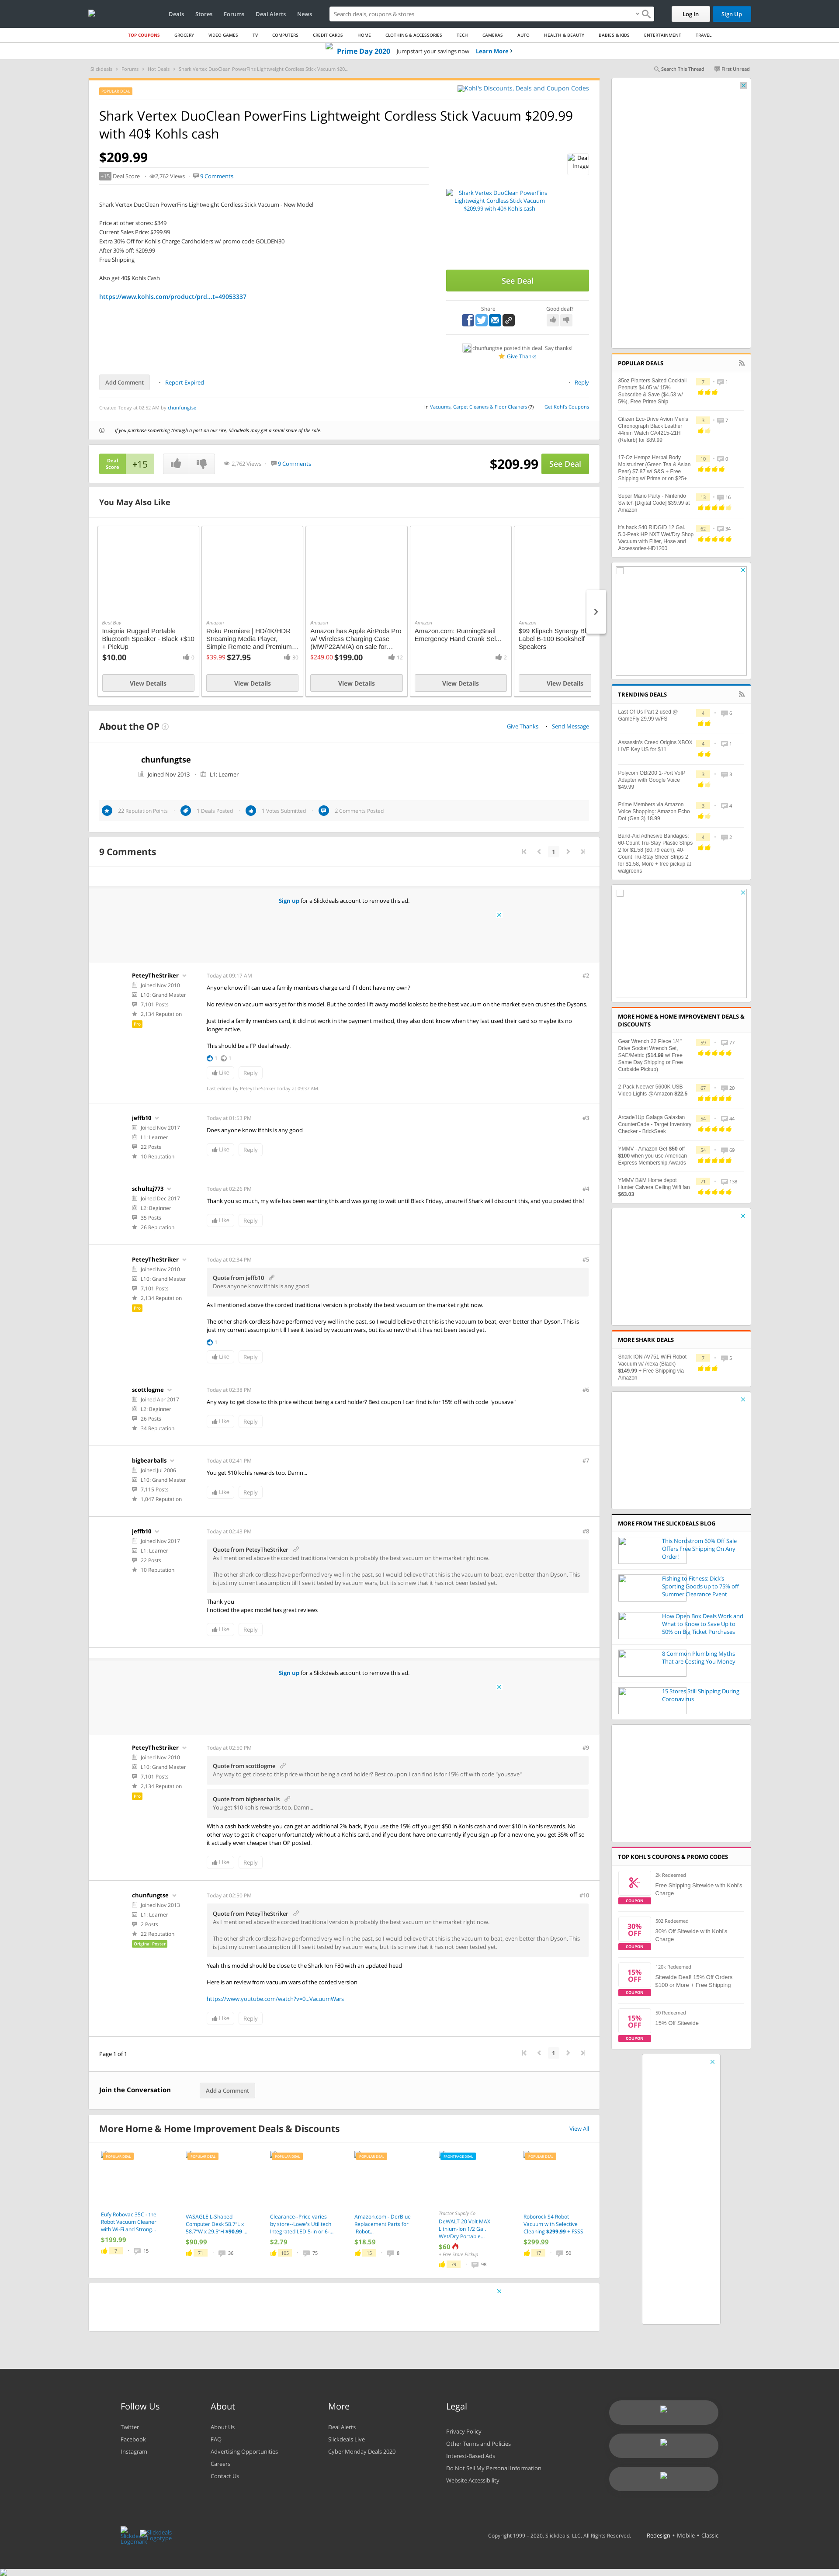 Deals Stores Forums Deal Alerts News
Search deals, coupons & stores
Log In Sign Up
TOP COUPONS GROCERY VIDEO GAMES TV COMPUTERS CREDIT CARDS HOME CLOTHING & ACCESSORIES TECH CAMERAS AUTO HEALTH & BEAUTY BABIES & KIDS ENTERTAINMENT TRAVEL
Prime Day 2020 Jumpstart your savings now Learn More
Slickdeals Forums Hot Deals Shark Vertex DuoClean PowerFins Lightweight Cordless Stick Vacuum $20...
Search This Thread First Unread
POPULAR DEAL
Kohl's Discounts, Deals and Coupon Codes
Shark Vertex DuoClean PowerFins Lightweight Cordless Stick Vacuum $209.99
with 40$ Kohls cash
$209.99
+15 Deal Score 2,762 Views 9 Comments
Deal
image
Shark Vertex DuoClean PowerFins Lightweight Cordless Stick Vacuum - New Model
Price at other stores: $349
Current Sales Price: $299.99
Extra 30% Off for Kohl's Charge Cardholders w/ promo code GOLDEN30
After 30% off: $209.99
Free Shipping
Also get 40$ Kohls Cash
https://www.kohls.com/product/prd...t=49053337
Shark Vertex DuoClean PowerFins
Lightweight Cordless Stick Vacuum
$209.99 with 40$ Kohls cash
See Deal
Share Good deal?
chunfungtse posted this deal. Say thanks!
Give Thanks
Add Comment Report Expired Reply
Created Today at 02:52 AM by chunfungtse
in Vacuums, Carpet Cleaners & Floor Cleaners (7) Get Kohl's Coupons
If you purchase something through a post on our site, Slickdeals may get a small share of the sale.
Deal
Score
+15
2,762 Views 9 Comments
$209.99 See Deal
You May Also Like
Best Buy
Insignia Rugged Portable
Bluetooth Speaker - Black +$10
+ PickUp
$10.00 0
View Details
Amazon
Roku Premiere | HD/4K/HDR
Streaming Media Player,
Simple Remote and Premium...
$39.99 $27.95 30
View Details
Amazon
Amazon has Apple AirPods Pro
w/ Wireless Charging Case
(MWP22AM/A) on sale for...
$249.00 $199.00 12
View Details
Amazon
Amazon.com: RunningSnail
Emergency Hand Crank Sel...
2
View Details
$99 Klipsch Synergy Bl
Label B-100 Bookshelf
Speakers
View Details
About the OP
Give Thanks Send Message
chunfungtse
Joined Nov 2013 L1: Learner
22 Reputation Points 1 Deals Posted 1 Votes Submitted 2 Comments Posted
9 Comments
1
Sign up for a Slickdeals account to remove this ad.
PeteyTheStriker
Joined Nov 2010
L10: Grand Master
7,101 Posts
2,134 Reputation
Pro
Today at 09:17 AM #2
Anyone know if I can use a family members charge card if I dont have my own?
No review on vacuum wars yet for this model. But the corded lift away model looks to be the best vacuum on the market even crushes the Dysons.
Just tried a family members card, it did not work in the payment method, they also dont know when they last used their card so maybe its no
longer active.
This should be a FP deal already.
1 1
Like Reply
Last edited by PeteyTheStriker Today at 09:37 AM
jeffb10
Joined Nov 2017
L1: Learner
22 Posts
10 Reputation
Today at 01:53 PM #3
Does anyone know if this is any good
Like Reply
schultzj773
Joined Dec 2017
L2: Beginner
35 Posts
26 Reputation
Today at 02:26 PM #4
Thank you so much, my wife has been wanting this and was going to wait until Black Friday, unsure if Shark will discount this, and you posted this!
Like Reply
PeteyTheStriker
Joined Nov 2010
L10: Grand Master
7,101 Posts
2,134 Reputation
Pro
Today at 02:34 PM #5
Quote from jeffb10
Does anyone know if this is any good
As I mentioned above the corded traditional version is probably the best vacuum on the market right now.
The other shark cordless have performed very well in the past, so I would believe that this is the vacuum to beat, even better than Dyson. This is
just my current assumption till I see it tested by vacuum wars, but its so new that it has not been tested yet.
1
Like Reply
scottlogme
Joined Apr 2017
L2: Beginner
26 Posts
34 Reputation
Today at 02:38 PM #6
Any way to get close to this price without being a card holder? Best coupon I can find is for 15% off with code "yousave"
Like Reply
bigbearballs
Joined Jul 2006
L10: Grand Master
7,115 Posts
1,047 Reputation
Today at 02:41 PM #7
You get $10 kohls rewards too. Damn...
Like Reply
jeffb10
Joined Nov 2017
L1: Learner
22 Posts
10 Reputation
Today at 02:43 PM #8
Quote from PeteyTheStriker
As I mentioned above the corded traditional version is probably the best vacuum on the market right now.
The other shark cordless have performed very well in the past, so I would believe that this is the vacuum to beat, even better than Dyson. This
is just my current assumption till I see it tested by vacuum wars, but its so new that it has not been tested yet.
Thank you
I noticed the apex model has great reviews
Like Reply
Sign up for a Slickdeals account to remove this ad.
PeteyTheStriker
Joined Nov 2010
L10: Grand Master
7,101 Posts
2,134 Reputation
Pro
Today at 02:50 PM #9
Quote from scottlogme
Any way to get close to this price without being a card holder? Best coupon I can find is for 15% off with code "yousave"
Quote from bigbearballs
You get $10 kohls rewards too. Damn...
With a cash back website you can get an additional 2% back, if you use the 15% off you get $50 in Kohls cash and over $10 in Kohls rewards. No
other way to get it cheaper unfortunately without a Kohls card, and if you dont have one currently if you sign up for a new one, you get 35% off so
it actually even cheaper than OP posted.
Like Reply
chunfungtse
Joined Nov 2013
L1: Learner
2 Posts
22 Reputation
Original Poster
Today at 02:50 PM #10
Quote from PeteyTheStriker
As I mentioned above the corded traditional version is probably the best vacuum on the market right now.
The other shark cordless have performed very well in the past, so I would believe that this is the vacuum to beat, even better than Dyson. This
is just my current assumption till I see it tested by vacuum wars, but its so new that it has not been tested yet.
Yeah this model should be close to the Shark Ion F80 with an updated head
Here is an review from vacuum wars of the corded version
https://www.youtube.com/watch?v=0...VacuumWars
Like Reply
Page 1 of 1
1
Join the Conversation Add a Comment
More Home & Home Improvement Deals & Discounts View All
POPULAR DEAL
Eufy Robovac 35C - the
Robot Vacuum Cleaner
with Wi-Fi and Strong...
$199.99
7 15
POPULAR DEAL
VASAGLE L-Shaped
Computer Desk 58.7"L x
58.7"W x 29.5"H $90.99 ...
$90.99
71 36
POPULAR DEAL
Clearance--Price varies
by store--Lowe's Utilitech
Integrated LED 5-in or 6-...
$2.79
105 75
POPULAR DEAL
Amazon.com - DerBlue
Replacement Parts for
iRobot...
$18.59
15 8
FRONTPAGE DEAL
Tractor Supply Co
DeWALT 20 Volt MAX
Lithium-Ion 1/2 Gal.
Wet/Dry Portable...
$60
+ Free Store Pickup
79 98
POPULAR DEAL
Roborock S4 Robot
Vacuum with Selective
Cleaning $299.99 + FSSS
$299.99
17 50
POPULAR DEALS
35oz Planters Salted Cocktail
Peanuts $4.05 w/ 15%
Subscribe & Save ($4.53 w/
5%), Free Prime Ship
7 1
Citizen Eco-Drive Avion Men's
Chronograph Black Leather
44mm Watch CA4215-21H
(Refurb) for $89.99
3 7
17-Oz Hempz Herbal Body
Moisturizer (Green Tea & Asian
Pear) $7.87 w/ S&S + Free
Shipping w/ Prime or on $25+
10 0
Super Mario Party - Nintendo
Switch [Digital Code] $39.99 at
Amazon
13 16
it's back $40 RIDGID 12 Gal.
5.0-Peak HP NXT Wet/Dry Shop
Vacuum with Filter, Hose and
Accessories-HD1200
62 34
TRENDING DEALS
Last Of Us Part 2 used @
GameFly 29.99 w/FS
4 6
Assassin's Creed Origins XBOX
LIVE Key US for $11
4 1
Polycom OBi200 1-Port VoIP
Adapter with Google Voice
$49.99
3 3
Prime Members via Amazon
Voice Shopping: Amazon Echo
Dot (Gen 3) 18.99
3 4
Band-Aid Adhesive Bandages:
60-Count Tru-Stay Plastic Strips
2 for $1.58 ($0.79 each), 40-
Count Tru-Stay Sheer Strips 2
for $1.58, More + free pickup at
walgreens
4 2
MORE HOME & HOME IMPROVEMENT DEALS &
DISCOUNTS
Gear Wrench 22 Piece 1/4"
Drive Socket Wrench Set,
SAE/Metric ($14.99 w/ Free
Same Day Shipping or Free
Curbside Pickup)
59 77
2-Pack Neewer 5600K USB
Video Lights @Amazon $22.5
67 20
Arcade1Up Galaga Galaxian
CounterCade - Target Inventory
Checker - BrickSeek
54 44
YMMV - Amazon Get $50 off
$100 when you use American
Express Membership Awards
54 69
YMMV B&M Home depot
Hunter Calvera Ceiling Wifi fan
$63.03
71 138
MORE SHARK DEALS
Shark ION AV751 WiFi Robot
Vacuum w/ Alexa (Black)
$149.99 + Free Shipping via
Amazon
7 5
MORE FROM THE SLICKDEALS BLOG
This Nordstrom 60% Off Sale
Offers Free Shipping On Any
Order!
Fishing to Fitness: Dick's
Sporting Goods up to 75% off
Summer Clearance Event
How Open Box Deals Work and
What to Know to Save Up to
50% on Big Ticket Purchases
8 Common Plumbing Myths
That are Costing You Money
15 Stores Still Shipping During
Coronavirus
TOP KOHL'S COUPONS & PROMO CODES
COUPON
2k Redeemed
Free Shipping Sitewide with Kohl's
Charge
30%
OFF
COUPON
502 Redeemed
30% Off Sitewide with Kohl's
Charge
15%
OFF
COUPON
120k Redeemed
Sitewide Deal! 15% Off Orders
$100 or More + Free Shipping
15%
OFF
COUPON
50 Redeemed
15% Off Sitewide
Follow Us
Twitter
Facebook
Instagram
About
About Us
FAQ
Advertising Opportunities
Careers
Contact Us
More
Deal Alerts
Slickdeals Live
Cyber Monday Deals 2020
Legal
Privacy Policy
Other Terms and Policies
Interest-Based Ads
Do Not Sell My Personal Information
Website Accessibility
Slickdeals
Logomark
Slickdeals
Logotype
Copyright 1999 - 2020. Slickdeals, LLC. All Rights Reserved. Redesign • Mobile • Classic